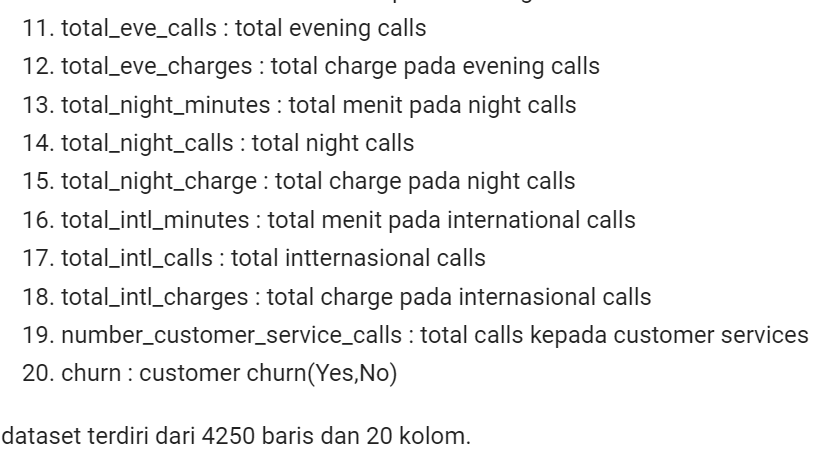 11. total_eve_calls : total evening calls
12. total_eve_charges : total charge pada evening calls
13. total_night_minutes : total menit pada night calls
14. total_night_calls : total night calls
15. total_night_charge : total charge pada night calls
16. total_intl_minutes : total menit pada international calls
17. total_intl_calls : total intternasional calls
18. total_intl_charges : total charge pada internasional calls
19. number_customer_service_calls : total calls kepada customer services
20. churn : customer churn(Yes,No)
dataset terdiri dari 4250 baris dan 20 kolom.